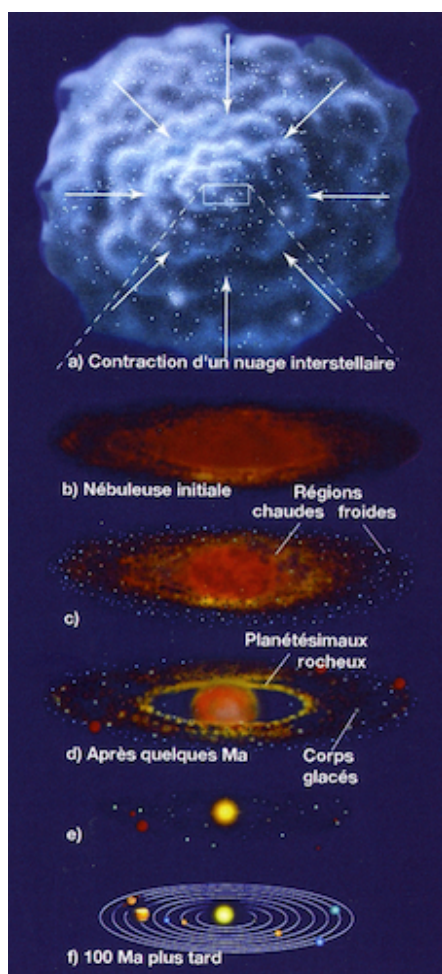 a) Contraction d'un nuage interstellaire
b) Nébuleuse initiale
Régions
chaudes froides
c)
Planétésimaux
rocheux
d) Après quelques Ma
Corps
glacés
e)
f) 100 Ma plus tard